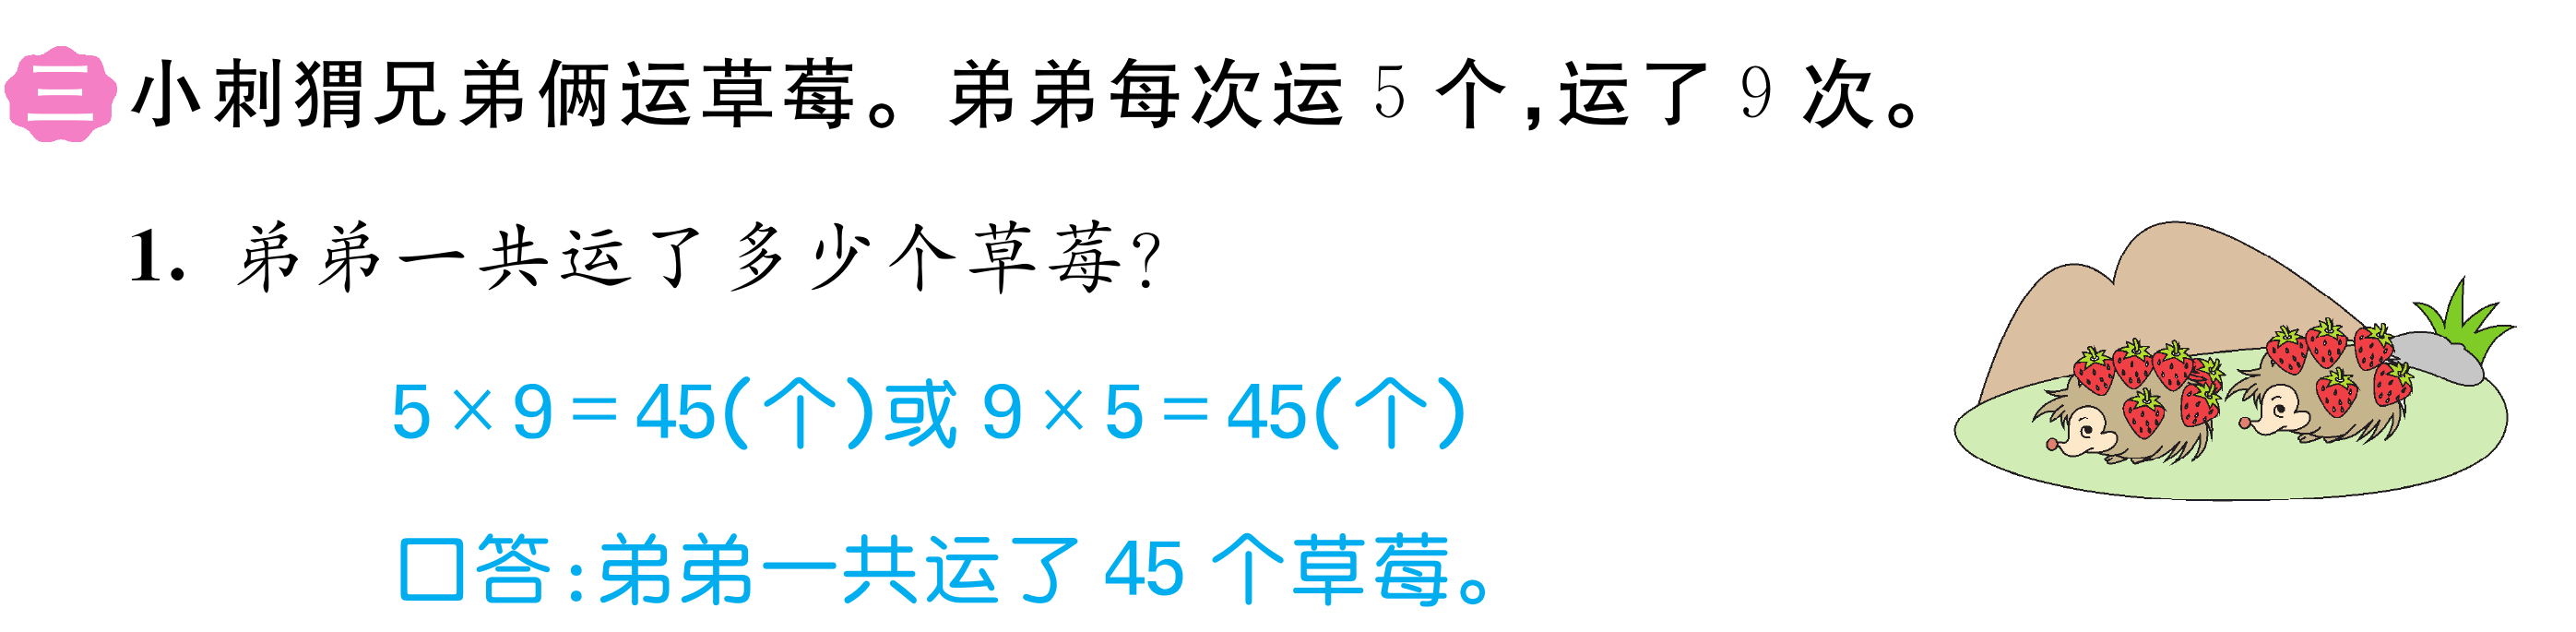 三 小刺猬兄弟俩运草莓。弟弟每次运 5 个,运了 9 次。
1. 弟弟一共运了多少个草莓?
5×9=45(个)或 9×5=45(个)
口答:弟弟一共运了 45 个草莓。